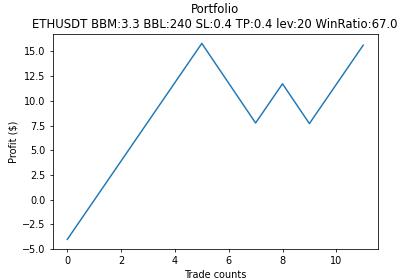 Portfolio
ETHUSDT BBM:3.3 BBL:240 SL:0.4 TP:0.4 lev:20 WinRatio:67.0
15.0
12.5
10.0
7.5
5.0
2.5
0.0
−2.5
−5.0
Profit ($)
0 2 4 6 8 10
Trade counts